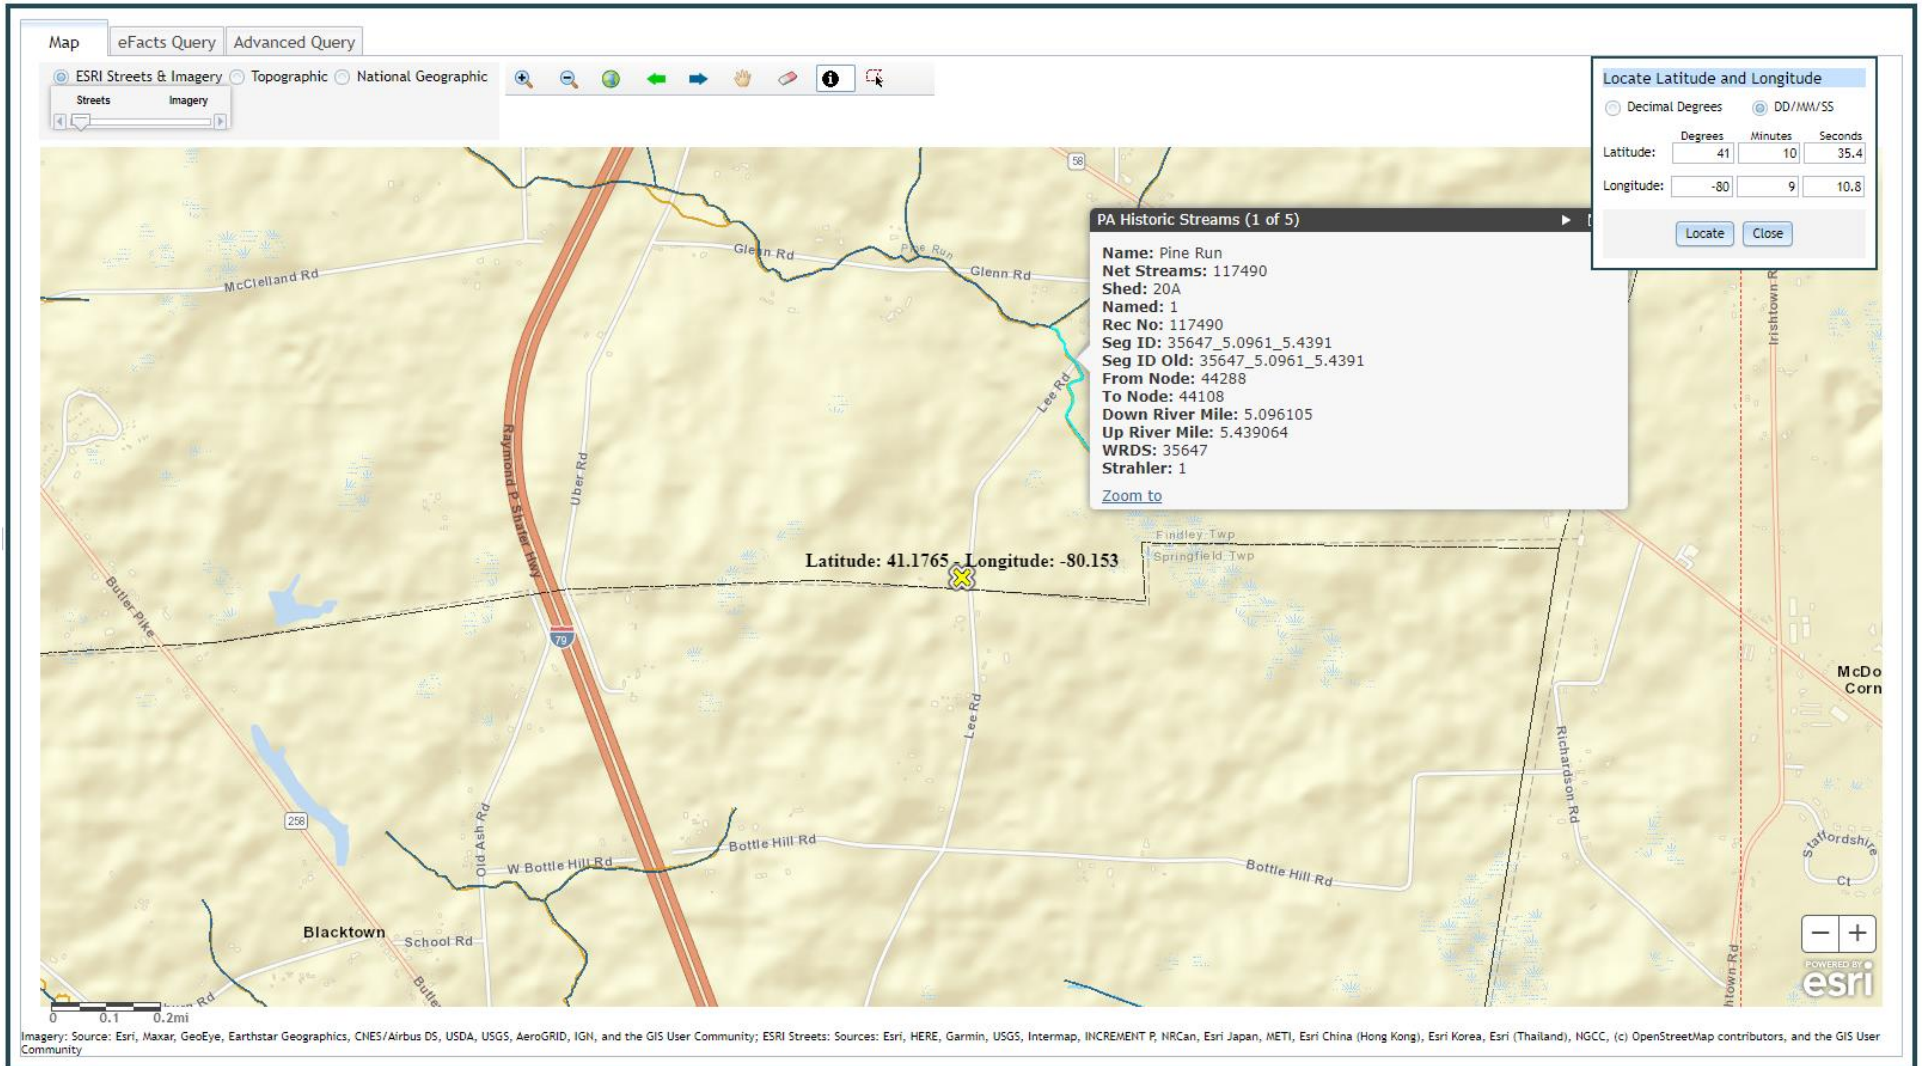 Map
eFacts Query
Advanced Query
ESRI Streets & Imagery
Topographic
National Geographic
Streets
Imagery
Locate Latitude and Longitude
Decimal Degrees
DD/MM/SS
Degrees Minutes Seconds
Latitude: 41 10 35.4
Longitude: -80 9 10.8
Locate
Close
58
PA Historic Streams (1 of 5)
Name: Pine Run
Net Streams: 117490
Shed: 20A
Named: 1
Rec No: 117490
Seg ID: 35647_5.0961_5.4391
Seg ID Old: 35647_5.0961_5.4391
From Node: 44288
To Node: 44108
Down River Mile: 5.096105
Up River Mile: 5.439064
WRDS: 35647
Strahler: 1
Zoom to
Glenn Rd
Pine Run
Glenn Rd
McClelland Rd
Irishtown R
Lee Rd
Raymond P Shafer Hwy
Uber Rd
Findley Twp
Springfield Twp
Latitude: 41.1765 - Longitude: -80.153
Butler Pike
79
McDo
Corn
Lee Rd
Richardson Rd
258
Old Ash Rd
W Bottle Hill Rd
Bottle Hill Rd
Bottle Hill Rd
Staffordshire
Ct
Blacktown
School Rd
Butle
Rd
htown Rd
− +
POWERED BY
esri
0 0.1 0.2mi
Imagery: Source: Esri, Maxar, GeoEye, Earthstar Geographics, CNES/Airbus DS, USDA, USGS, AeroGRID, IGN, and the GIS User Community; ESRI Streets: Sources: Esri, HERE, Garmin, USGS, Intermap, INCREMENT P, NRCan, Esri Japan, METI, Esri China (Hong Kong), Esri Korea, Esri (Thailand), NGCC, (c) OpenStreetMap contributors, and the GIS User
Community